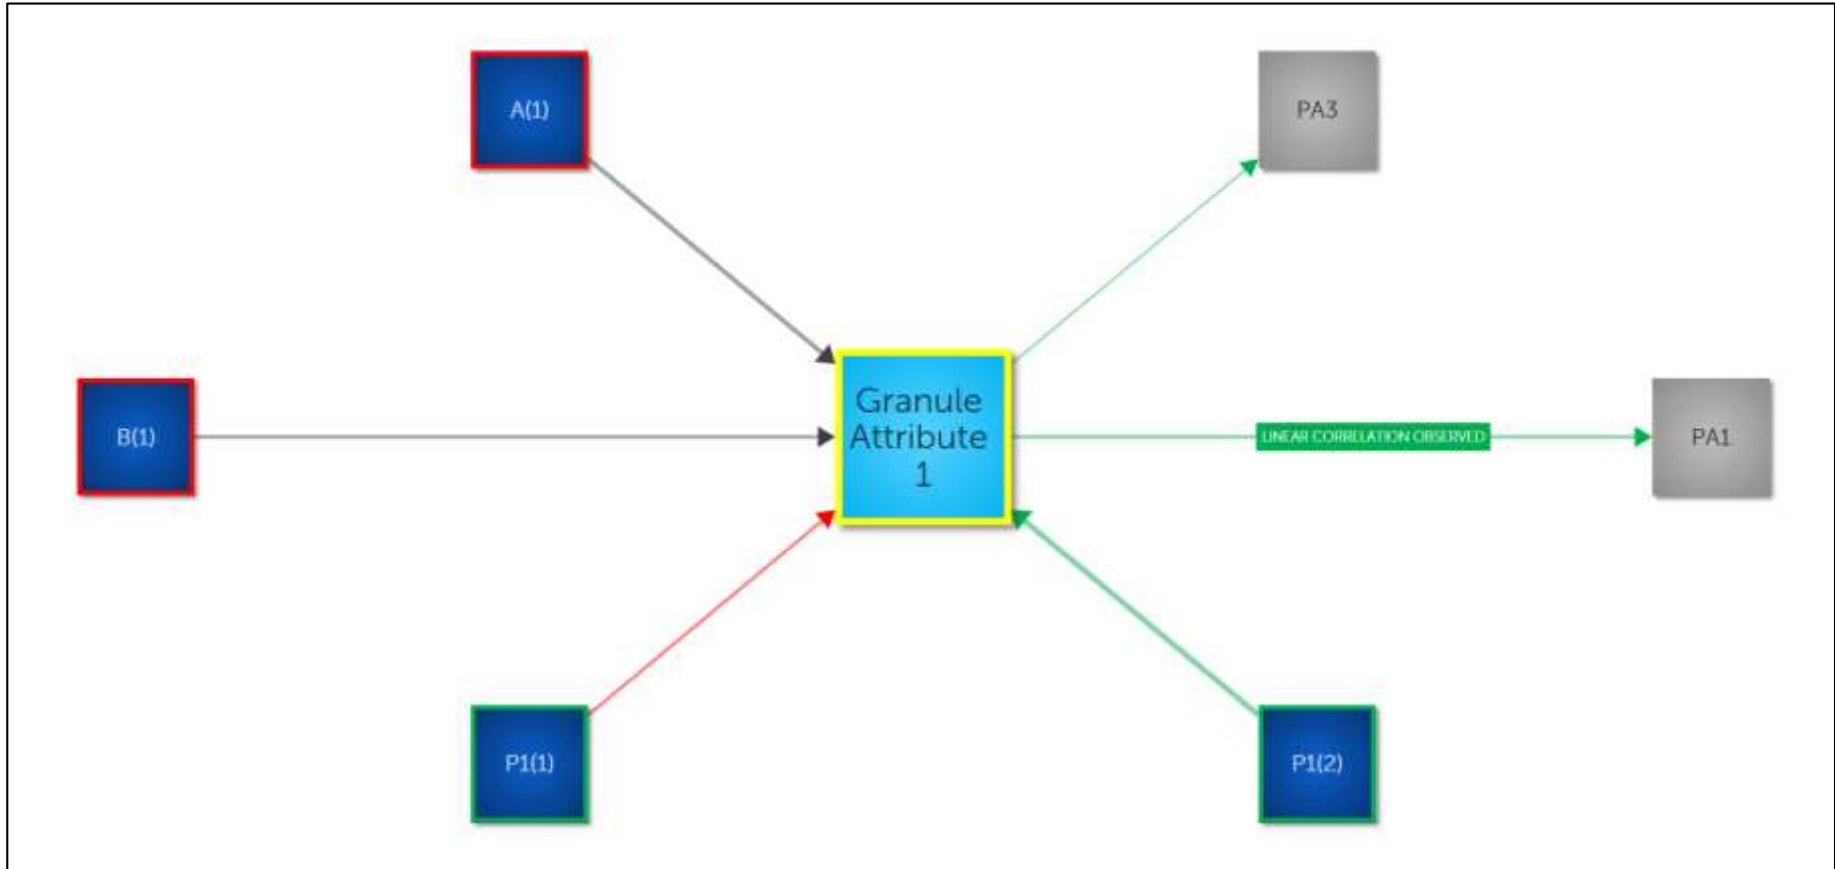 A(1)
PA3
B(1)
Granule
Attribute
1
LINEAR CORRELATION OBSERVED
PA1
P1(1)
P1(2)